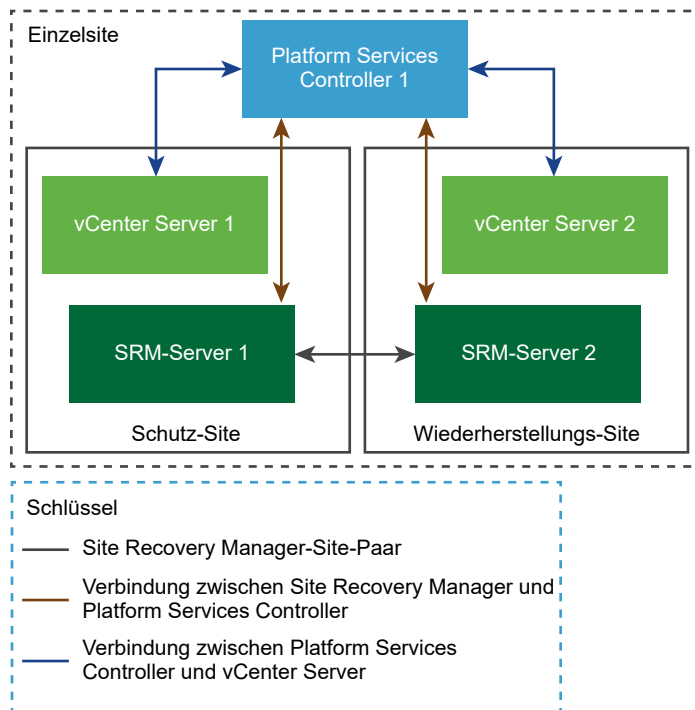 Einzelsite
Platform Services
Controller 1
vCenter Server 1
vCenter Server 2
SRM-Server 1
SRM-Server 2
Schutz-Site
Wiederherstellungs-Site
Schlüssel
Site Recovery Manager-Site-Paar
Verbindung zwischen Site Recovery Manager und
Platform Services Controller
Verbindung zwischen Platform Services
Controller und vCenter Server